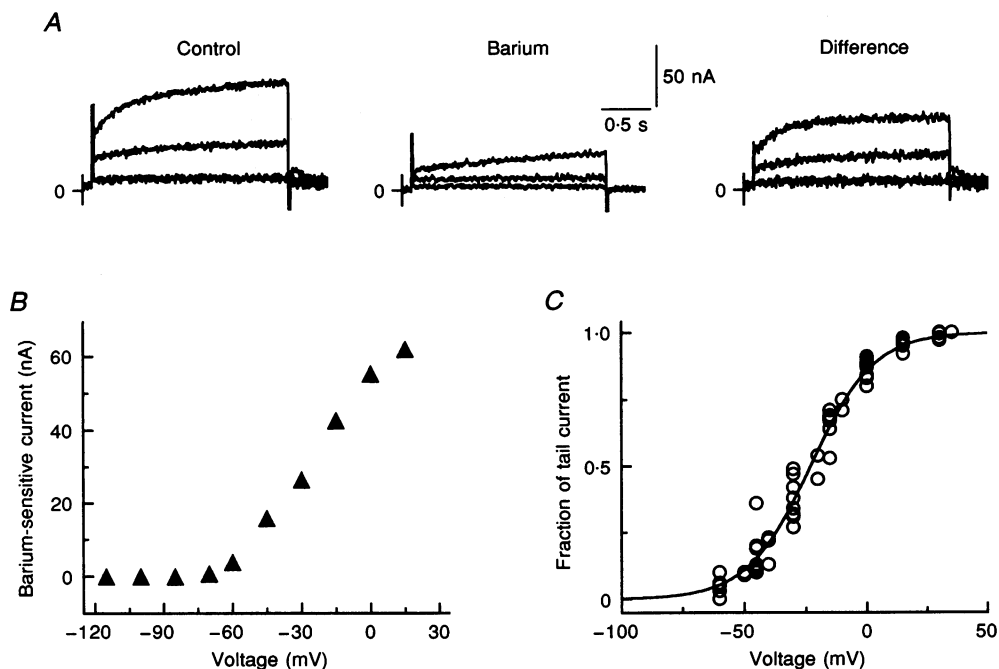 A
Control
Barium
Difference
50 nA
0·5 s
0
0
0
B
Barium-sensitive current (nA)
60
40
20
0
−120
−90
−60
−30
0
30
Voltage (mV)
C
Fraction of tail current
1·0
0·5
0
−100
−50
0
50
Voltage (mV)